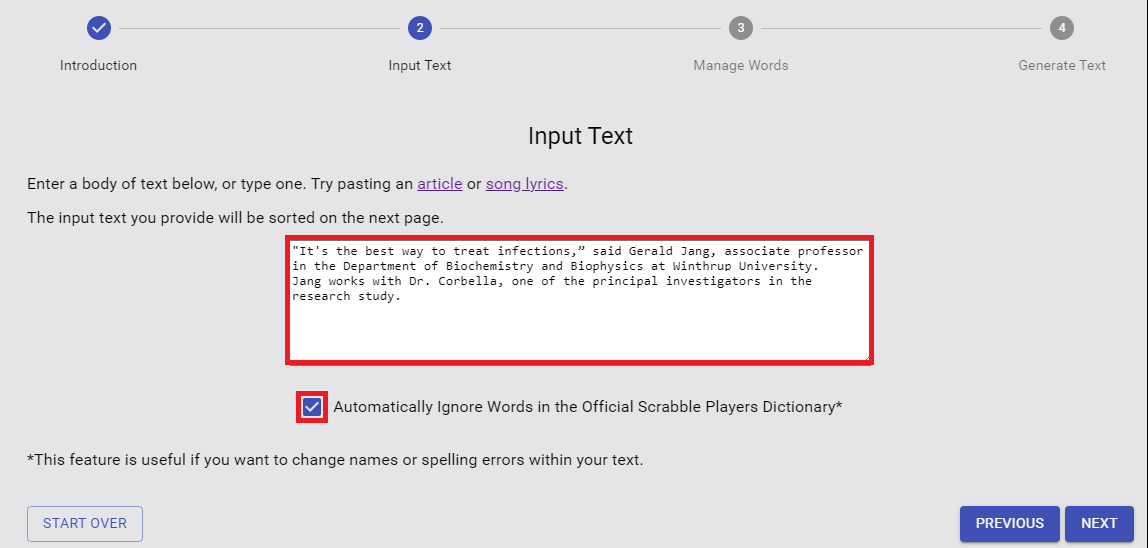 2
3
4
Introduction
Input Text
Manage Words
Generate Text
Input Text
Enter a body of text below, or type one. Try pasting an article or song lyrics.
The input text you provide will be sorted on the next page.
"It's the best way to treat infections,” said Gerald Jang, associate professor
in the Department of Biochemistry and Biophysics at Winthrup University.
Jang works with Dr. Corbella, one of the principal investigators in the
research study.
Automatically Ignore Words in the Official Scrabble Players Dictionary*
*This feature is useful if you want to change names or spelling errors within your text.
START OVER
PREVIOUS
NEXT